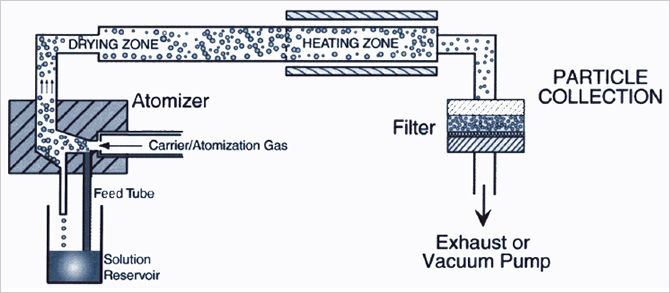 DRYING ZONE
HEATING ZONE
PARTICLE
COLLECTION
Atomizer
Filter
Carrier/Atomization Gas
Feed Tube
Solution
Reservoir
Exhaust or
Vacuum Pump